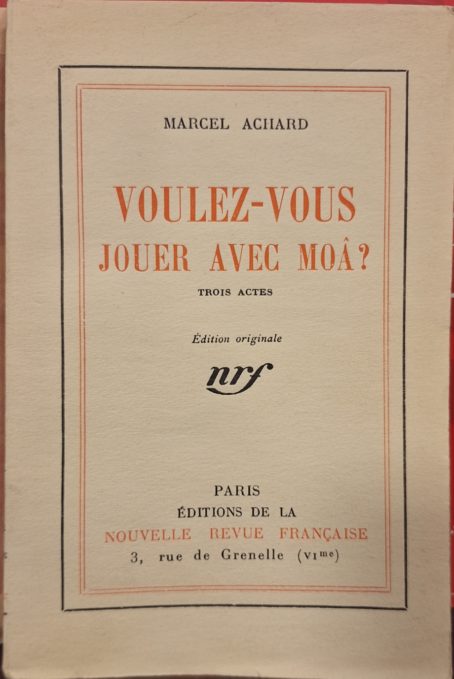 MARCEL ACHARD
VOULEZ-VOUS
JOUER AVEC MOÂ?
TROIS ACTES
Édition originale
nrf
PARIS
ÉDITIONS DE LA
NOUVELLE REVUE FRANÇAISE
3, rue de Grenelle (VIme)